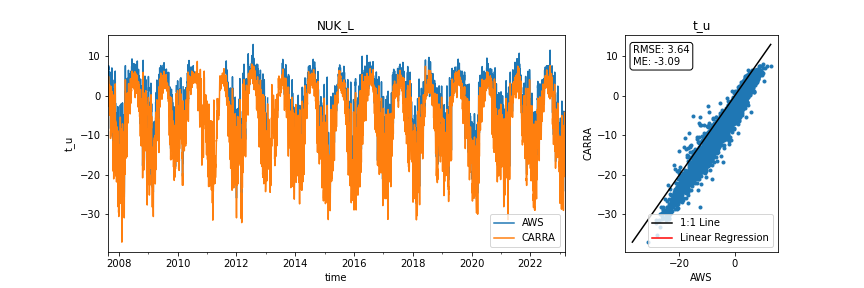 NUK_L
t_u
10
0
−10
−20
−30
2008
2010
2012
2014
2016
2018
2020
2022
time
AWS
CARRA
t_u
RMSE: 3.64
ME: -3.09
CARRA
10
0
−10
−20
−30
−20
0
AWS
1:1 Line
Linear Regression